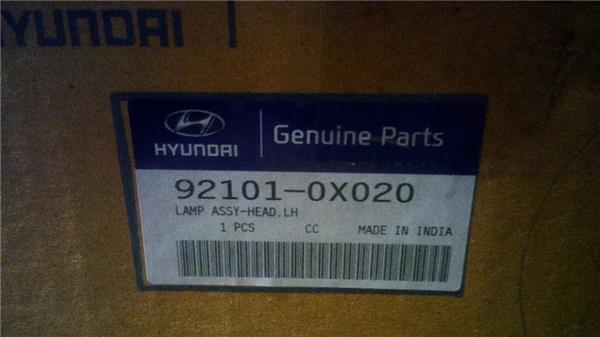 HYUNDAI
HYUNDAI
Genuine Parts
92101-0X020
LAMP ASSY-HEAD.LH
1 PCS CC MADE IN INDIA